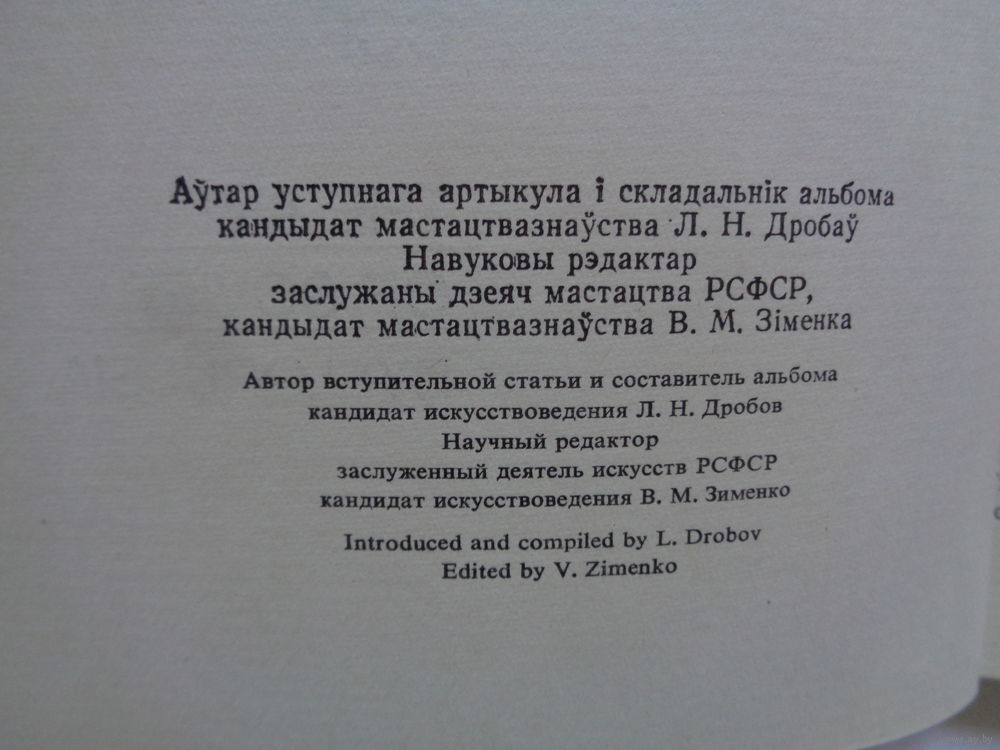 Аўтар уступнага артыкула і складальнік альбома
кандыдат мастацтвазнаўства Л. Н. Дробаў
Навуковы рэдактар
заслужаны дзеяч мастацтва РСФСР,
кандыдат мастацтвазнаўства В. М. Зіменка
Автор вступительной статьи и составитель альбома
кандидат искусствоведения Л. Н. Дробов
Научный редактор
заслуженный деятель искусств РСФСР
кандидат искусствоведения В. М. Зименко
Introduced and compiled by L. Drobov
Edited by V. Zimenko